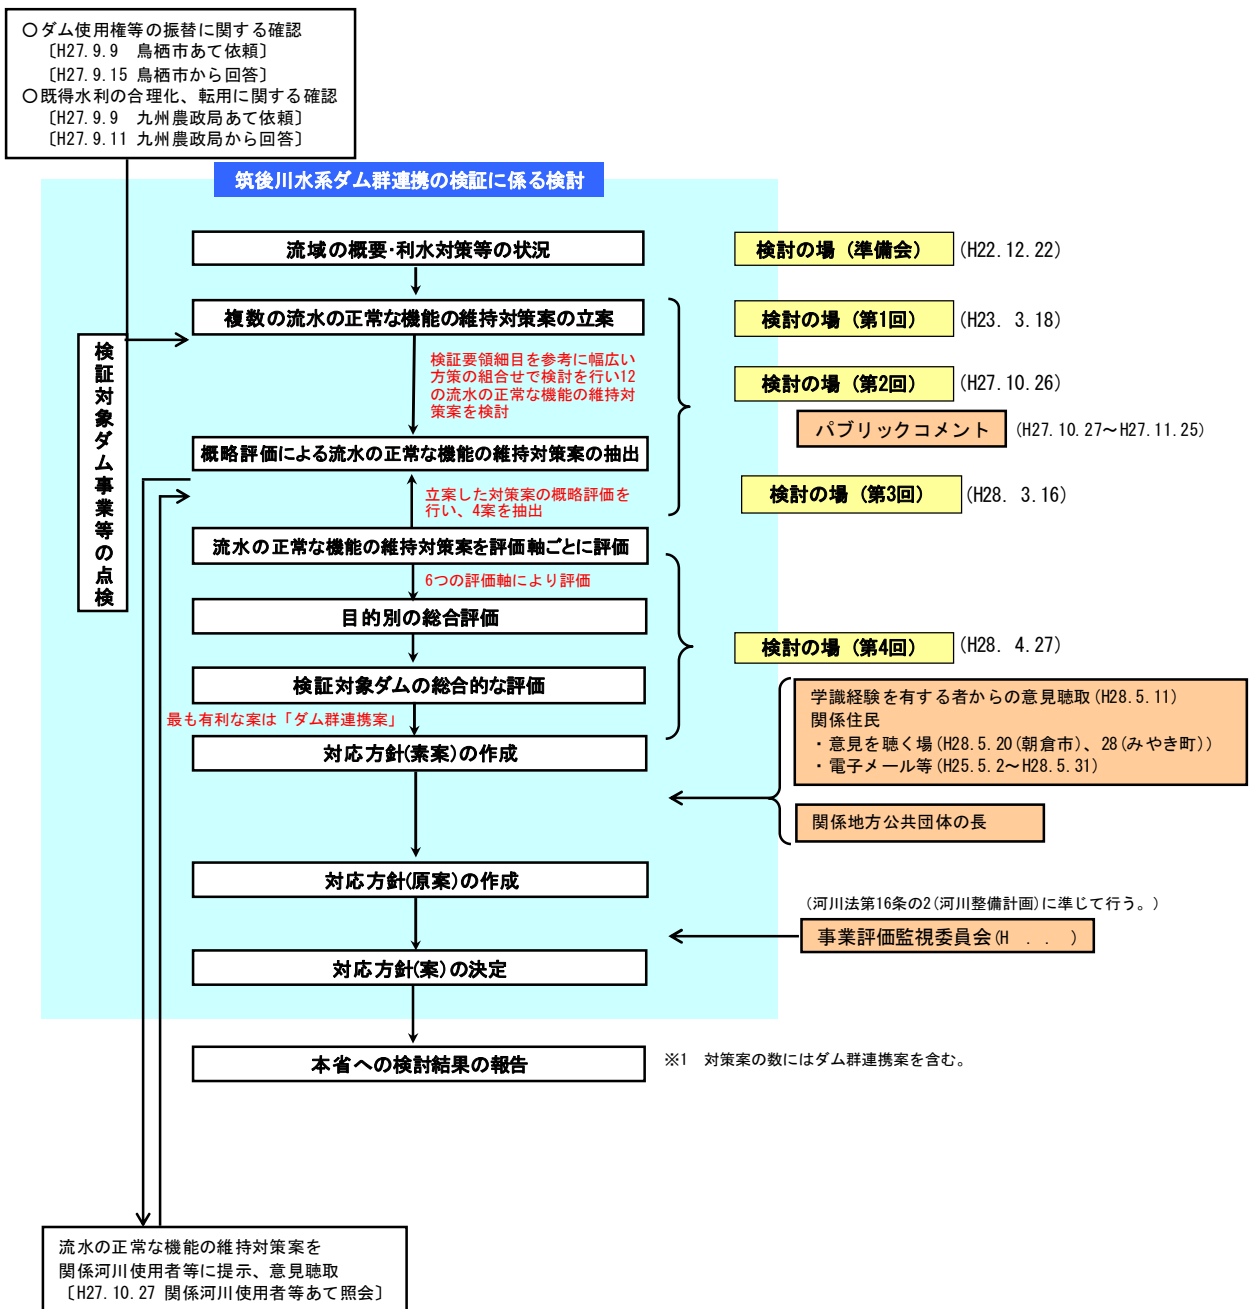 ○ダム使用権等の振替に関する確認
〔H27.9.9 鳥栖市あて依頼〕
〔H27.9.15 鳥栖市から回答〕
○既得水利の合理化、転用に関する確認
〔H27.9.9 九州農政局あて依頼〕
〔H27.9.11 九州農政局から回答〕
筑後川水系ダム群連携の検証に係る検討
流域の概要・利水対策等の状況
検討の場（準備会）
(H22.12.22)
複数の流水の正常な機能の維持対策案の立案
検討の場（第1回）
(H23. 3.18)
検証対象ダム事業等の点検
検証要領細目を参考に幅広い
方策の組合せで検討を行い12
の流水の正常な機能の維持対
策案を検討
検討の場（第2回）
(H27.10.26)
パブリックコメント
(H27.10.27～H27.11.25)
概略評価による流水の正常な機能の維持対策案の抽出
立案した対策案の概略評価を
行い、4案を抽出
検討の場（第3回）
(H28. 3.16)
流水の正常な機能の維持対策案を評価軸ごとに評価
6つの評価軸により評価
目的別の総合評価
検討の場（第4回）
(H28. 4.27)
検証対象ダムの総合的な評価
最も有利な案は「ダム群連携案」
対応方針(素案)の作成
学識経験を有する者からの意見聴取(H28.5.11)
関係住民
・意見を聴く場(H28.5.20(朝倉市)、28(みやき町))
・電子メール等(H25.5.2～H28.5.31)
関係地方公共団体の長
対応方針(原案)の作成
(河川法第16条の2(河川整備計画)に準じて行う。)
事業評価監視委員会(H . . )
対応方針(案)の決定
本省への検討結果の報告
※1 対策案の数にはダム群連携案を含む。
流水の正常な機能の維持対策案を
関係河川使用者等に提示、意見聴取
〔H27.10.27 関係河川使用者等あて照会〕